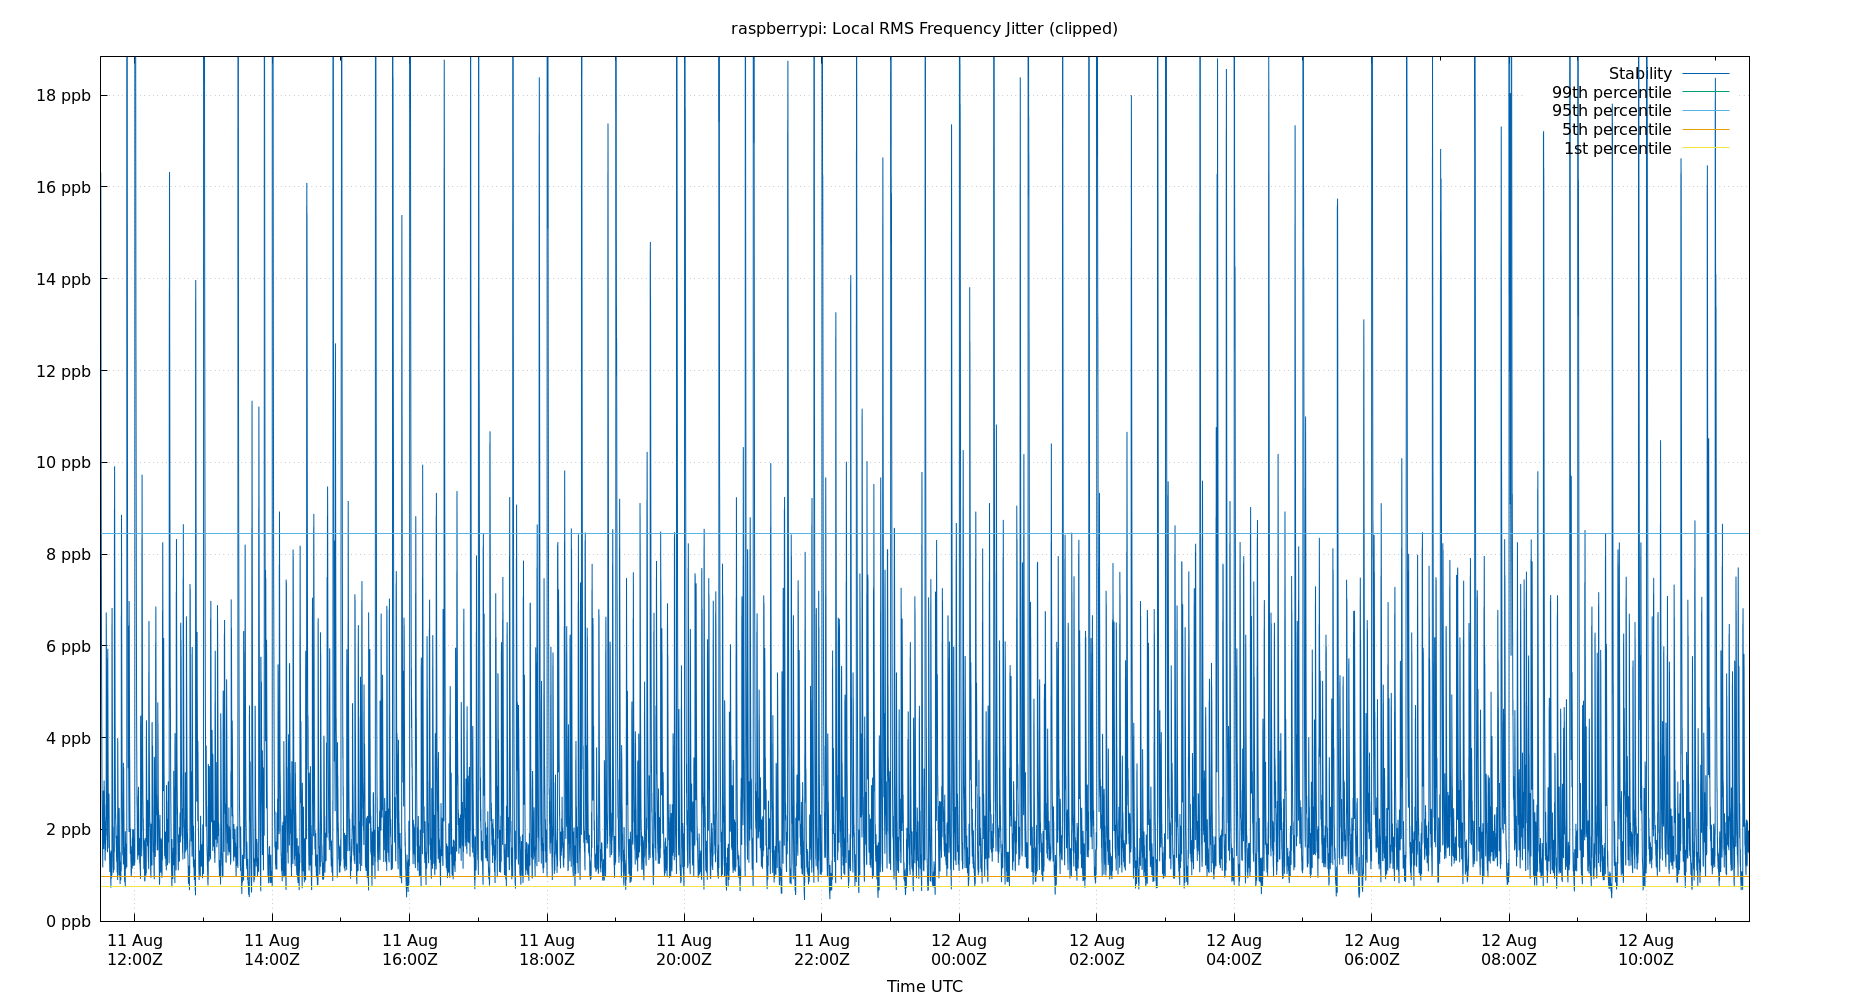 raspberrypi: Local RMS Frequency Jitter (clipped)
Stability
99th percentile
95th percentile
5th percentile
1st percentile
18 ppb
16 ppb
14 ppb
12 ppb
10 ppb
8 ppb
6 ppb
4 ppb
2 ppb
0 ppb
11 Aug 11 Aug 11 Aug 11 Aug 11 Aug 11 Aug 12 Aug 12 Aug 12 Aug 12 Aug 12 Aug 12 Aug
12:00Z 14:00Z 16:00Z 18:00Z 20:00Z 22:00Z 00:00Z 02:00Z 04:00Z 06:00Z 08:00Z 10:00Z
Time UTC